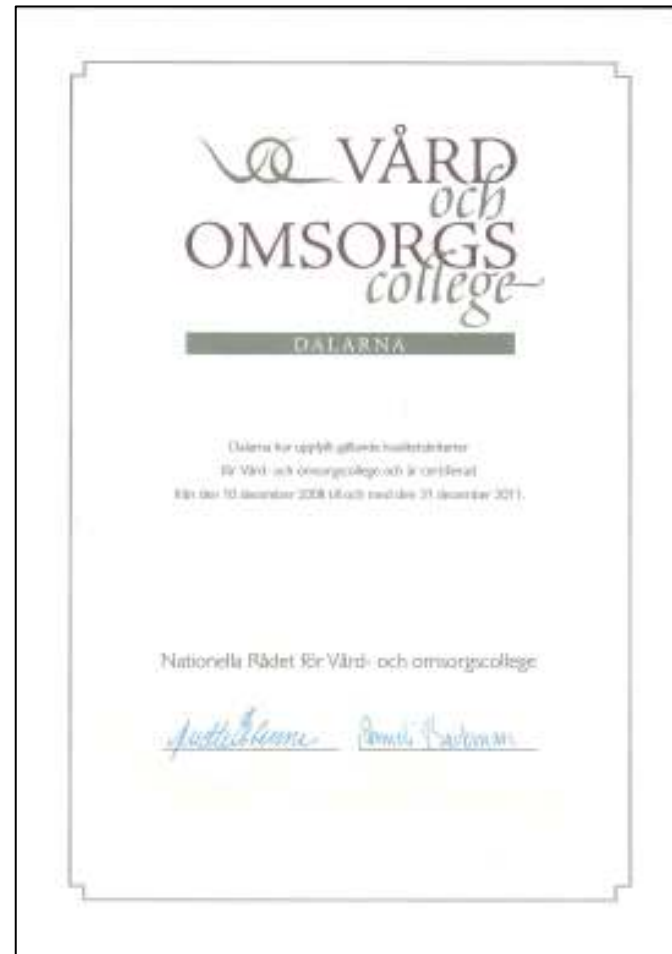 VÅRD
och
OMSORGS
college
DALARNA
Dalarna har uppfyllt gällande kvalitetskriterier
för Vård- och omsorgscollege och är certifierat
från den 10 december 2008 till och med den 31 december 2011.
Nationella Rådet för Vård- och omsorgscollege